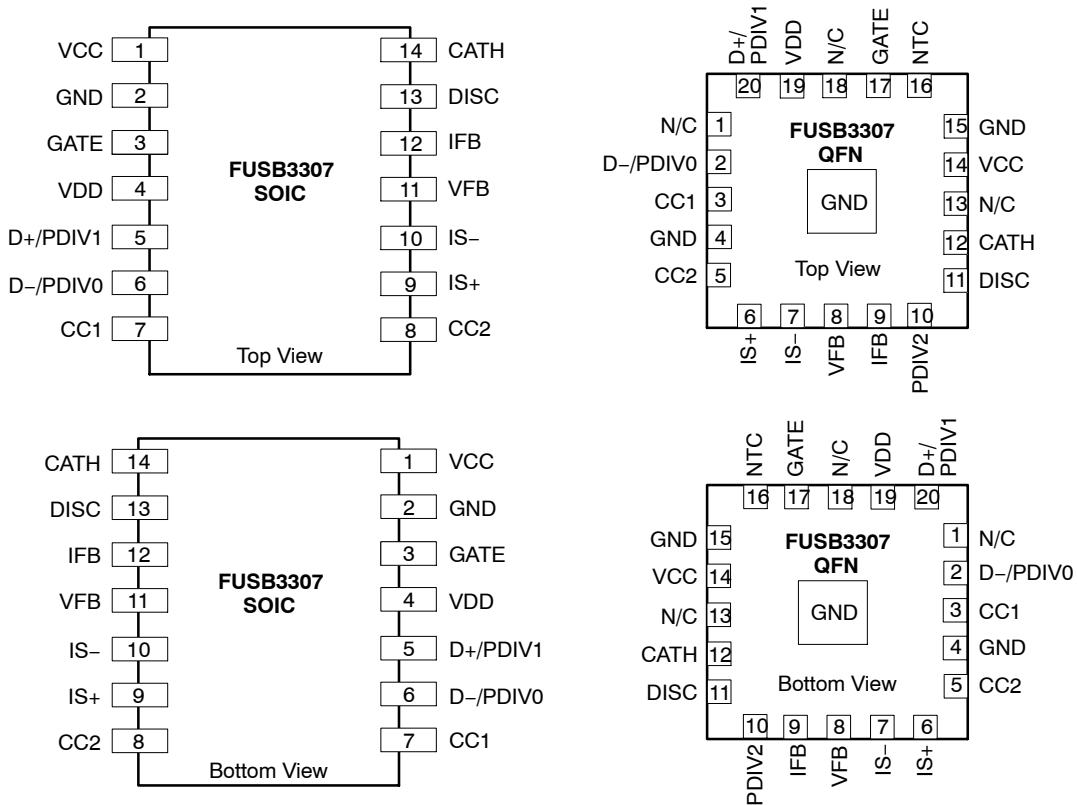 VCC 1
GND 2
GATE 3
VDD 4
D+/PDIV1 5
D−/PDIV0 6
CC1 7
14 CATH
13 DISC
12 IFB
11 VFB
10 IS−
9 IS+
8 CC2
FUSB3307
SOIC
Top View
D+/
PDIV1
VDD
N/C
GATE
NTC
20 19 18 17 16
N/C 1
D−/PDIV0 2
CC1 3
GND 4
CC2 5
FUSB3307
QFN
GND
Top View
15 GND
14 VCC
13 N/C
12 CATH
11 DISC
6 7 8 9 10
IS+
IS−
VFB
IFB
PDIV2
CATH 14
DISC 13
IFB 12
VFB 11
IS− 10
IS+ 9
CC2 8
FUSB3307
SOIC
Bottom View
1 VCC
2 GND
3 GATE
4 VDD
5 D+/PDIV1
6 D−/PDIV0
7 CC1
NTC
GATE
N/C
VDD
D+/
PDIV1
16 17 18 19 20
GND 15
VCC 14
N/C 13
CATH 12
DISC 11
FUSB3307
QFN
GND
Bottom View
1 N/C
2 D−/PDIV0
3 CC1
4 GND
5 CC2
10 9 8 7 6
PDIV2
IFB
VFB
IS−
IS+